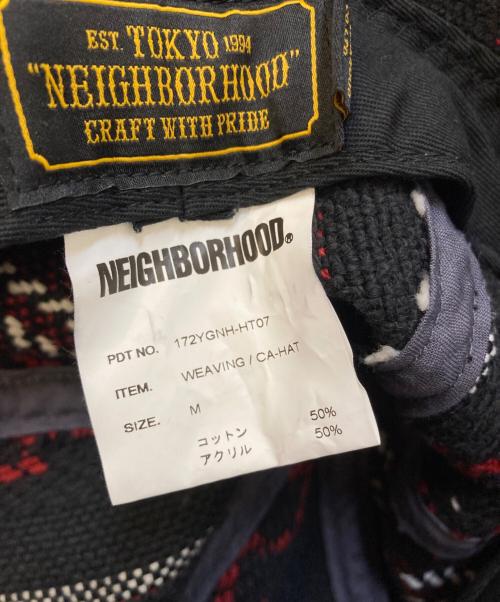 EST. TOKYO 1994
"NEIGHBORHOOD"
CRAFT WITH PRIDE
NEIGHBORHOOD®
PDT NO. 172YGNH-HT07
ITEM. WEAVING / CA-HAT
SIZE. M
コットン 50%
アクリル 50%